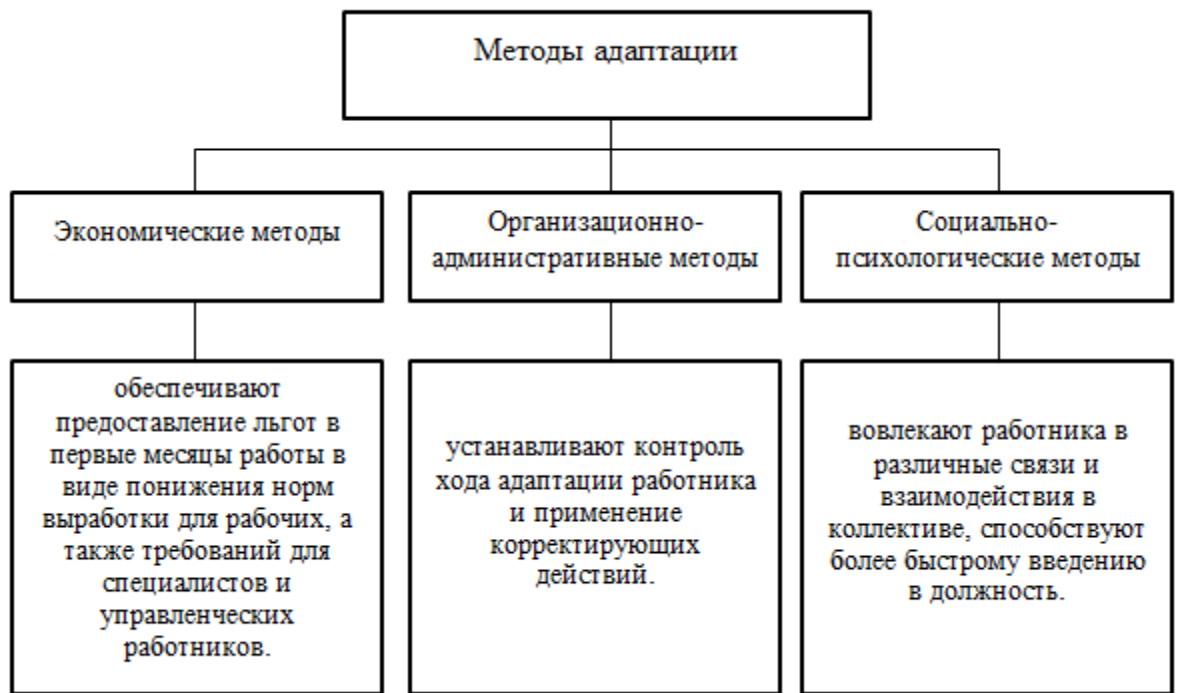 Методы адаптации
Экономические методы
Организационно-
административные методы
Социально-
психологические методы
обеспечивают
предоставление льгот в
первые месяцы работы в
виде понижения норм
выработки для рабочих, а
также требований для
специалистов и
управленческих
работников.
устанавливают контроль
хода адаптации работника
и применение
корректирующих
действий.
вовлекают работника в
различные связи и
взаимодействия в
коллективе, способствуют
более быстрому введению
в должность.